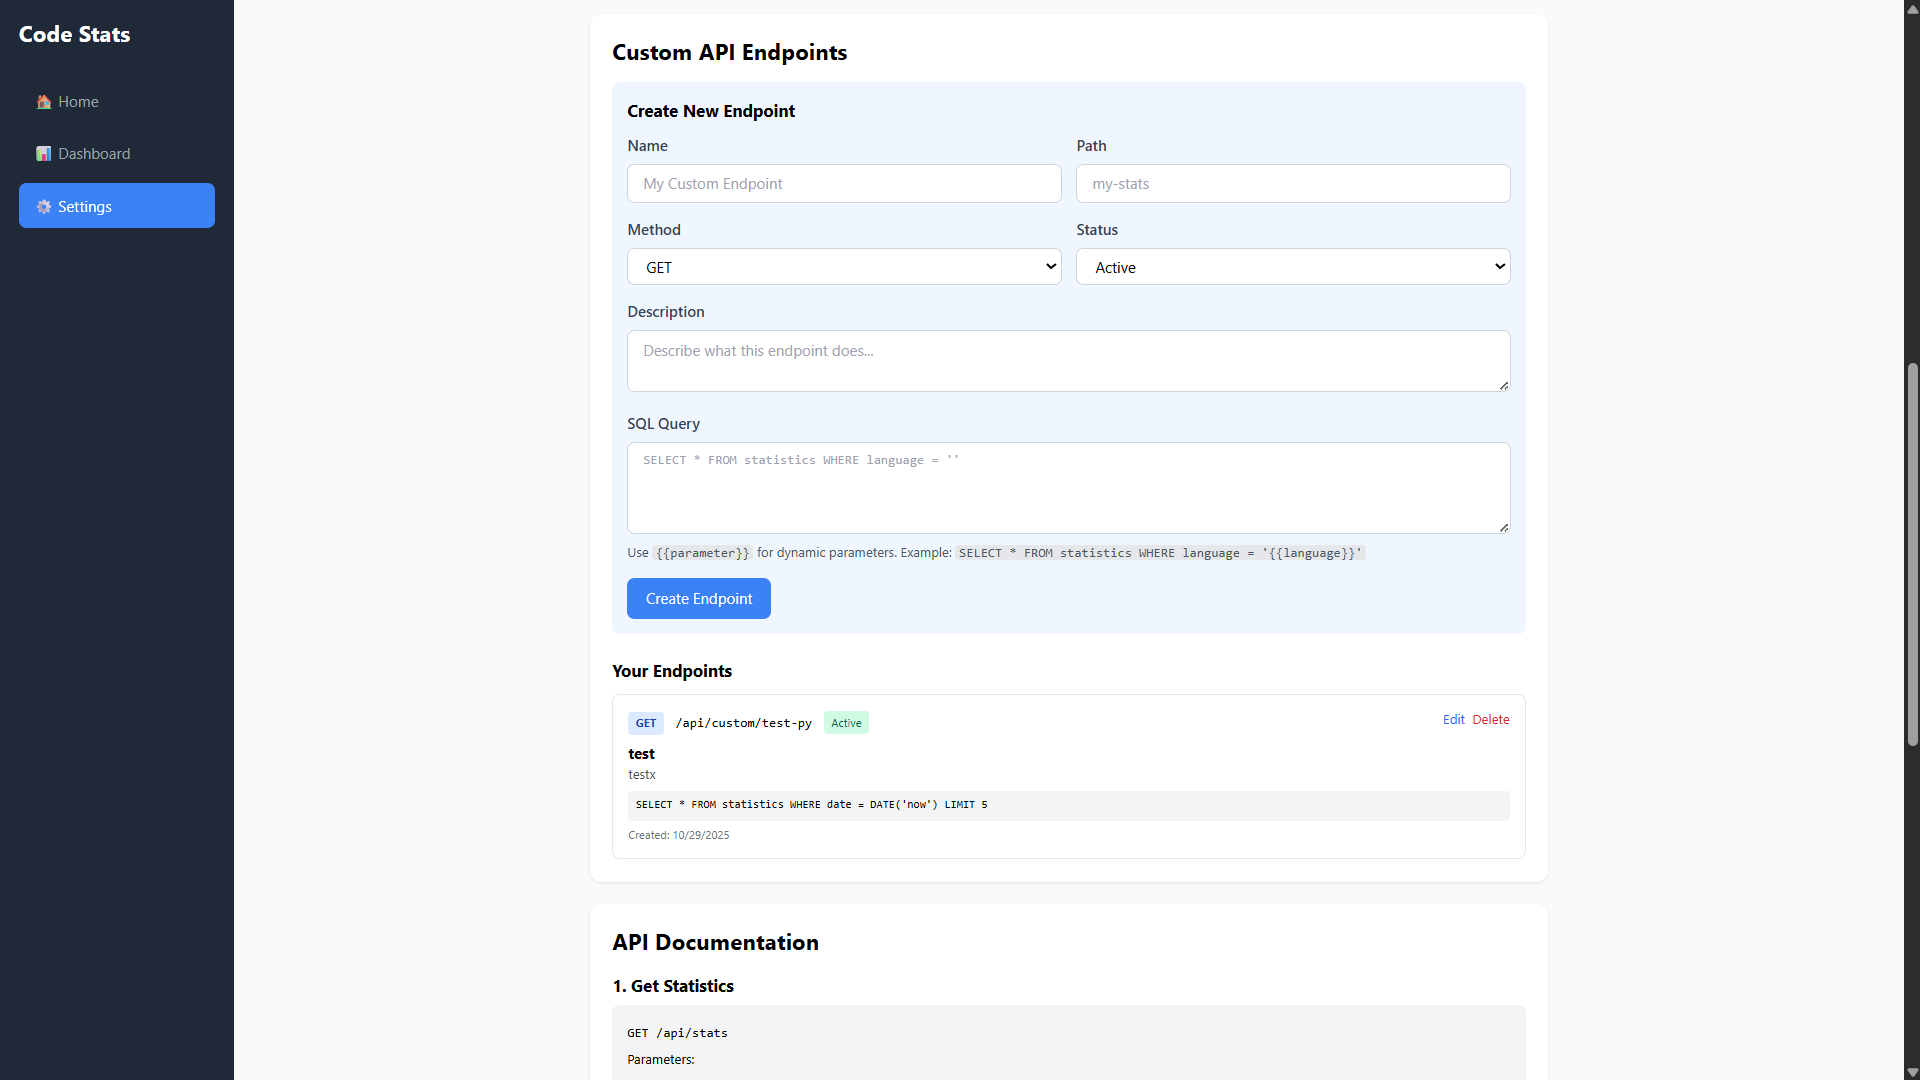 Code Stats
Home
Dashboard
Settings
Custom API Endpoints
Create New Endpoint
Name
Path
My Custom Endpoint
my-stats
Method
Status
GET
Active
Description
Describe what this endpoint does...
SQL Query
SELECT * FROM statistics WHERE language = ''
Use {{parameter}} for dynamic parameters. Example: SELECT * FROM statistics WHERE language = '{{language}}'
Create Endpoint
Your Endpoints
GET /api/custom/test-py Active
Edit Delete
test
testx
SELECT * FROM statistics WHERE date = DATE('now') LIMIT 5
Created: 10/29/2025
API Documentation
1. Get Statistics
GET /api/stats
Parameters: